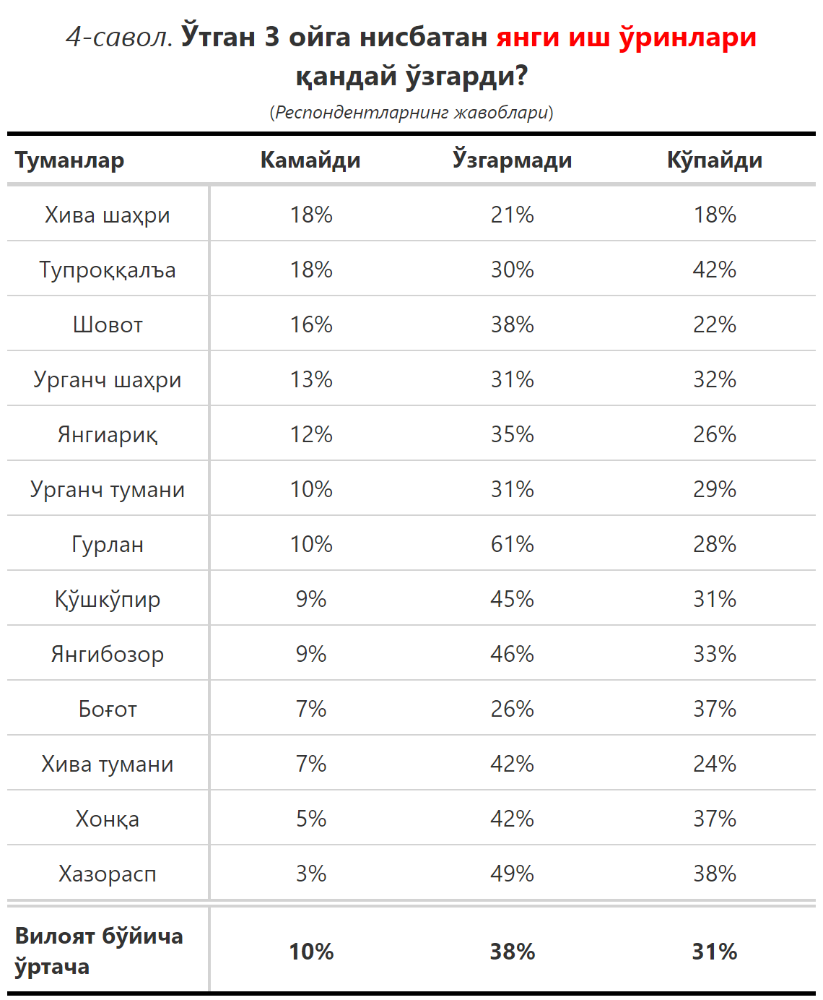 4-савол. Ўтган 3 ойга нисбатан янги иш ўринлари
қандай ўзгарди?
(Респондентларнинг жавоблари)
Туманлар Камайди Ўзгармади Кўпайди
Хива шаҳри 18% 21% 18%
Тупроққалъа 18% 30% 42%
Шовот 16% 38% 22%
Урганч шаҳри 13% 31% 32%
Янгиариқ 12% 35% 26%
Урганч тумани 10% 31% 29%
Гурлан 10% 61% 28%
Қўшкўпир 9% 45% 31%
Янгибозор 9% 46% 33%
Боғот 7% 26% 37%
Хива тумани 7% 42% 24%
Хонқа 5% 42% 37%
Хазорасп 3% 49% 38%
Вилоят бўйича
ўртача 10% 38% 31%